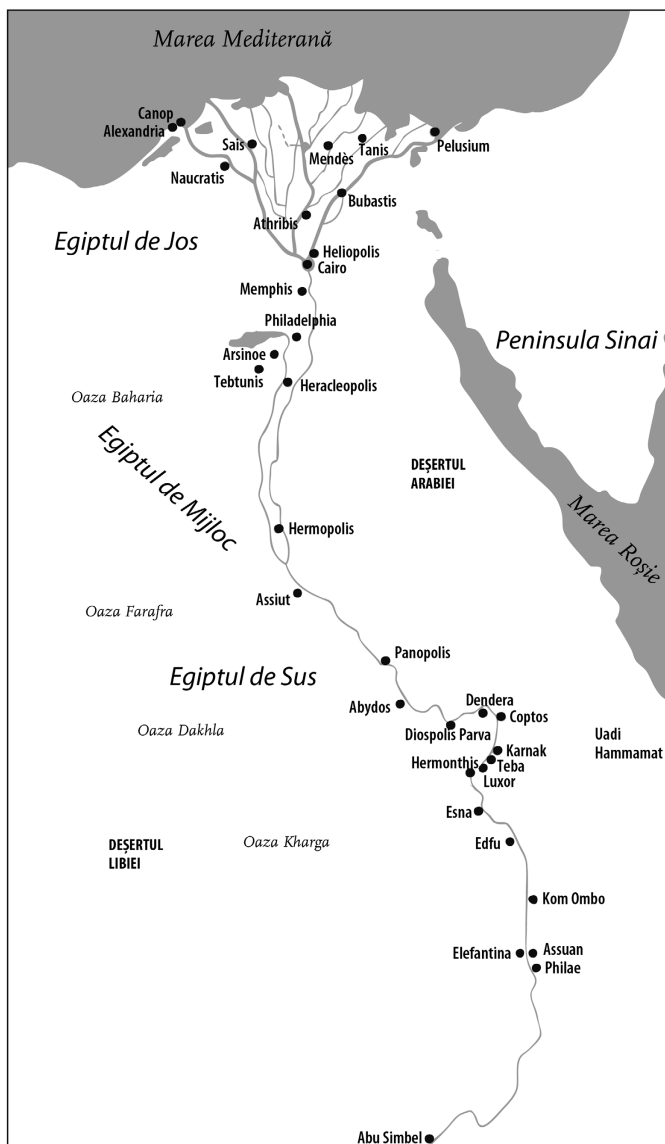 Marea Mediterană
Canop
Alexandria
Sais
Mendès
Tanis
Pelusium
Naucratis
Bubastis
Athribis
Egiptul de Jos
Heliopolis
Cairo
Memphis
Philadelphia
Peninsula Sinai
Arsinoe
Tebtunis
Heracleopolis
Oaza Baharia
Egiptul de Mijloc
DEȘERTUL
ARABIEI
Marea Roșie
Hermopolis
Assiut
Oaza Farafra
Panopolis
Egiptul de Sus
Abydos
Dendera
Coptos
Diospolis Parva
Oaza Dakhla
Uadi
Hammamat
Karnak
Hermonthis
Teba
Luxor
Esna
DEȘERTUL
LIBIEI
Oaza Kharga
Edfu
Kom Ombo
Elefantina
Assuan
Philae
Abu Simbel